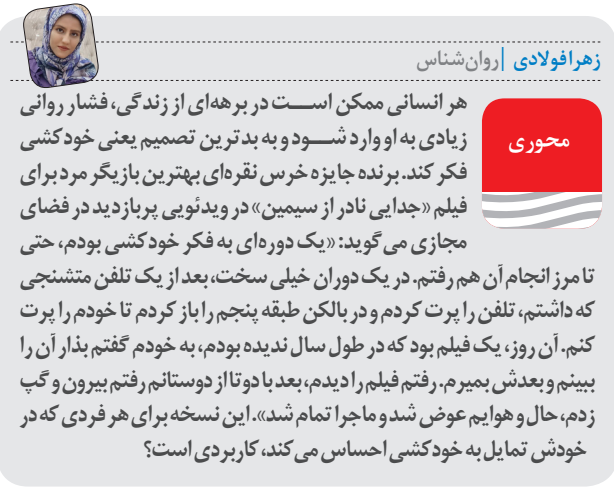 زهرا فولادی | روان‌شناس
محوری
هر انسانی ممکن است در برهه‌ای از زندگی، فشار روانی
زیادی به او وارد شود و به بدترین تصمیم یعنی خودکشی
فکر کند. برنده جایزه خرس نقره‌ای بهترین بازیگر مرد برای
فیلم «جدایی نادر از سیمین» در ویدئویی پربازدید در فضای
مجازی می‌گوید: «یک دوره‌ای به فکر خودکشی بودم، حتی
تا مرز انجام آن هم رفتم. در یک دوران خیلی سخت، بعد از یک تلفن متشنجی
که داشتم، تلفن را پرت کردم و در بالکن طبقه پنجم را باز کردم تا خودم را پرت
کنم. آن روز، یک فیلم بود که در طول سال ندیده بودم، به خودم گفتم بذار آن را
ببینم و بعدش بمیرم. رفتم فیلم را دیدم، بعد با دوتا از دوستانم رفتم بیرون و گپ
زدم، حال و هوایم عوض شد و ماجرا تمام شد». این نسخه برای هر فردی که در
خودش تمایل به خودکشی احساس می‌کند، کاربردی است؟